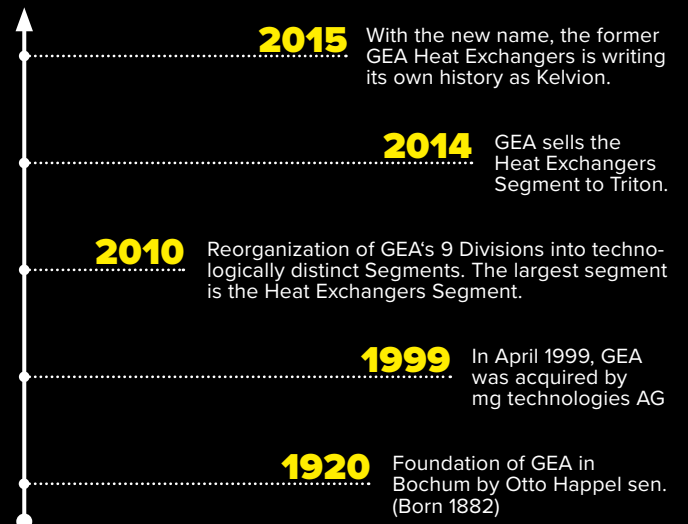 2015
With the new name, the former
GEA Heat Exchangers is writing
its own history as Kelvion.
2014
GEA sells the
Heat Exchangers
Segment to Triton.
2010
Reorganization of GEA‘s 9 Divisions into techno-
logically distinct Segments. The largest segment
is the Heat Exchangers Segment.
1999
In April 1999, GEA
was acquired by
mg technologies AG
1920
Foundation of GEA in
Bochum by Otto Happel sen.
(Born 1882)